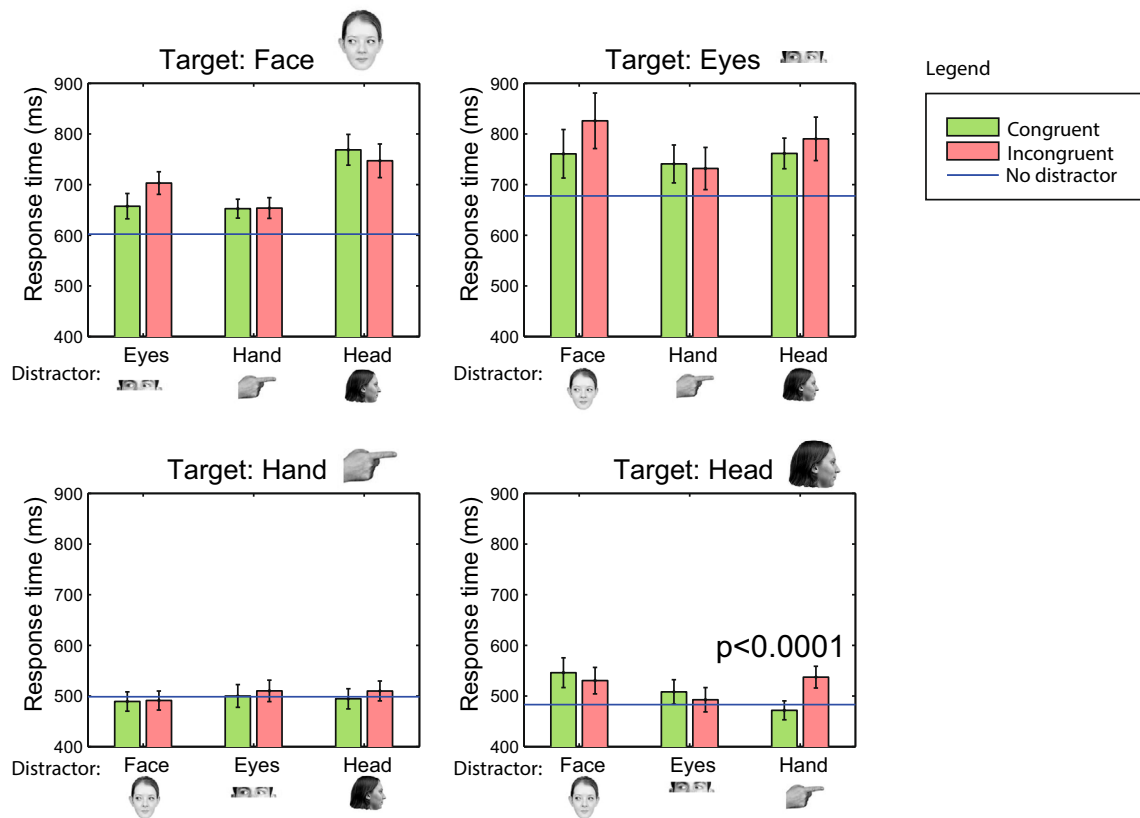 Target: Face
Response time (ms)
900
800
700
600
500
400
Eyes Hand Head
Distractor:
Target: Eyes
Response time (ms)
900
800
700
600
500
400
Face Hand Head
Distractor:
Legend
Congruent
Incongruent
No distractor
Target: Hand
Response time (ms)
900
800
700
600
500
400
Face Eyes Head
Distractor:
Target: Head
Response time (ms)
900
800
700
600
500
400
p<0.0001
Face Eyes Hand
Distractor: